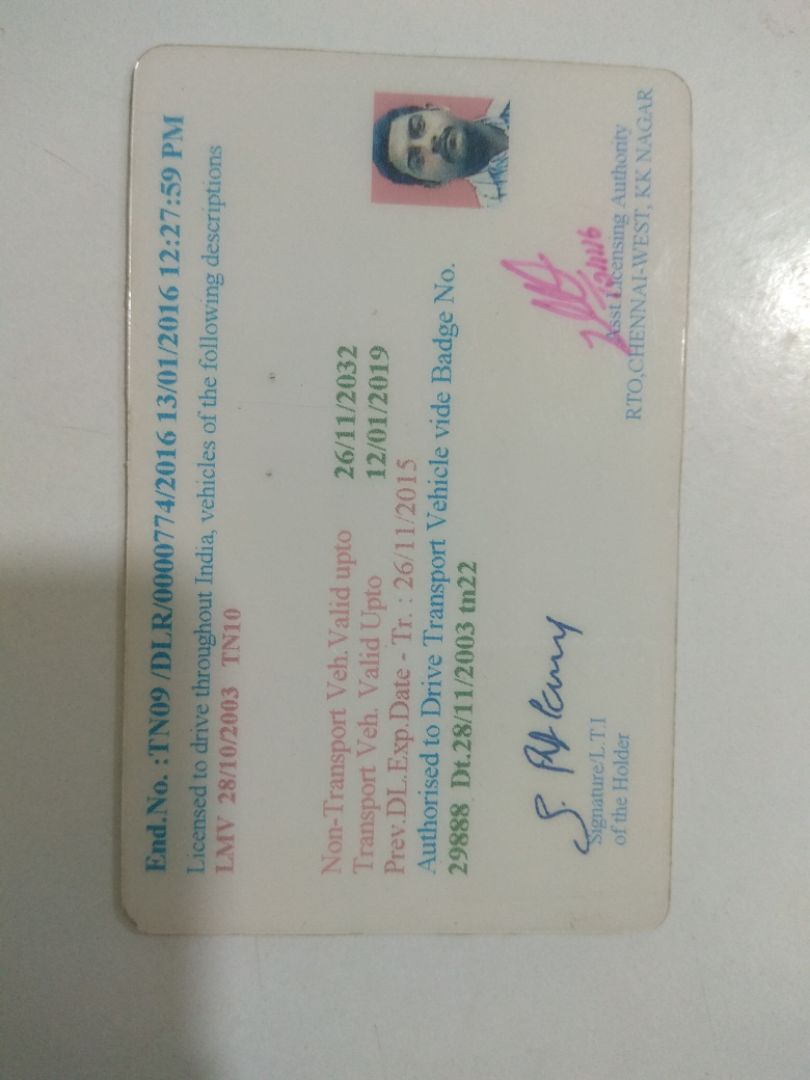 End.No. :TN09 /DLR/0000774/2016 13/01/2016 12:27:59 PM
Licensed to drive throughout India, vehicles of the following descriptions
LMV 28/10/2003 TN10
Non-Transport Veh.Valid upto 26/11/2032
Transport Veh. Valid Upto 12/01/2019
Prev.DL.Exp.Date - Tr. : 26/11/2015
Authorised to Drive Transport Vehicle vide Badge No.
29888 Dt.28/11/2003 tn22
Signature/L.T.I
of the Holder
Asst Licensing Authority
RTO,CHENNAI-WEST, KK NAGAR